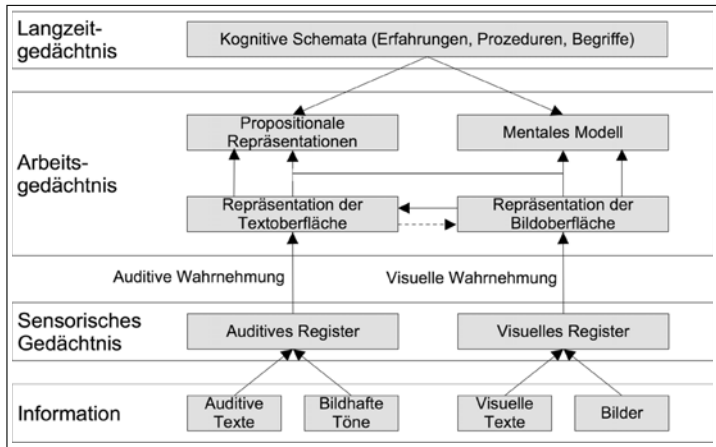 Langzeit-
gedächtnis
Kognitive Schemata (Erfahrungen, Prozeduren, Begriffe)
Arbeits-
gedächtnis
Propositionale
Repräsentationen
Mentales Modell
Repräsentation der
Textoberfläche
Repräsentation der
Bildoberfläche
Auditive Wahrnehmung
Visuelle Wahrnehmung
Sensorisches
Gedächtnis
Auditives Register
Visuelles Register
Information
Auditive
Texte
Bildhafte
Töne
Visuelle
Texte
Bilder